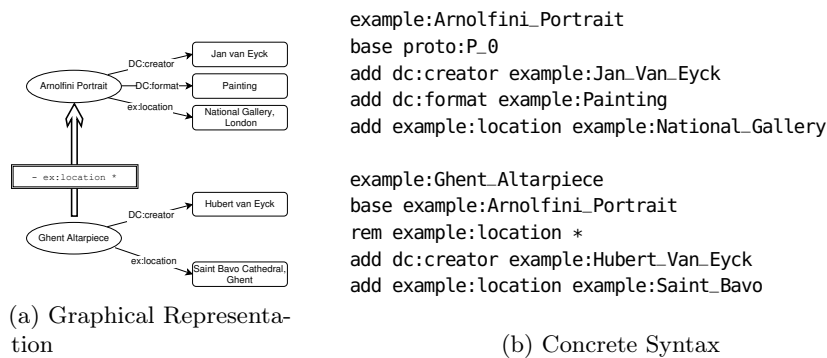 Jan van Eyck
DC:creator
Arnolfini Portrait
DC:format
Painting
ex:location
National Gallery,
London
- ex:location *
Hubert van Eyck
DC:creator
Ghent Altarpiece
ex:location
Saint Bavo Cathedral,
Ghent
(a) Graphical Representa-
tion
example:Arnolfini_Portrait
base proto:P_0
add dc:creator example:Jan_Van_Eyck
add dc:format example:Painting
add example:location example:National_Gallery
example:Ghent_Altarpiece
base example:Arnolfini_Portrait
rem example:location *
add dc:creator example:Hubert_Van_Eyck
add example:location example:Saint_Bavo
(b) Concrete Syntax